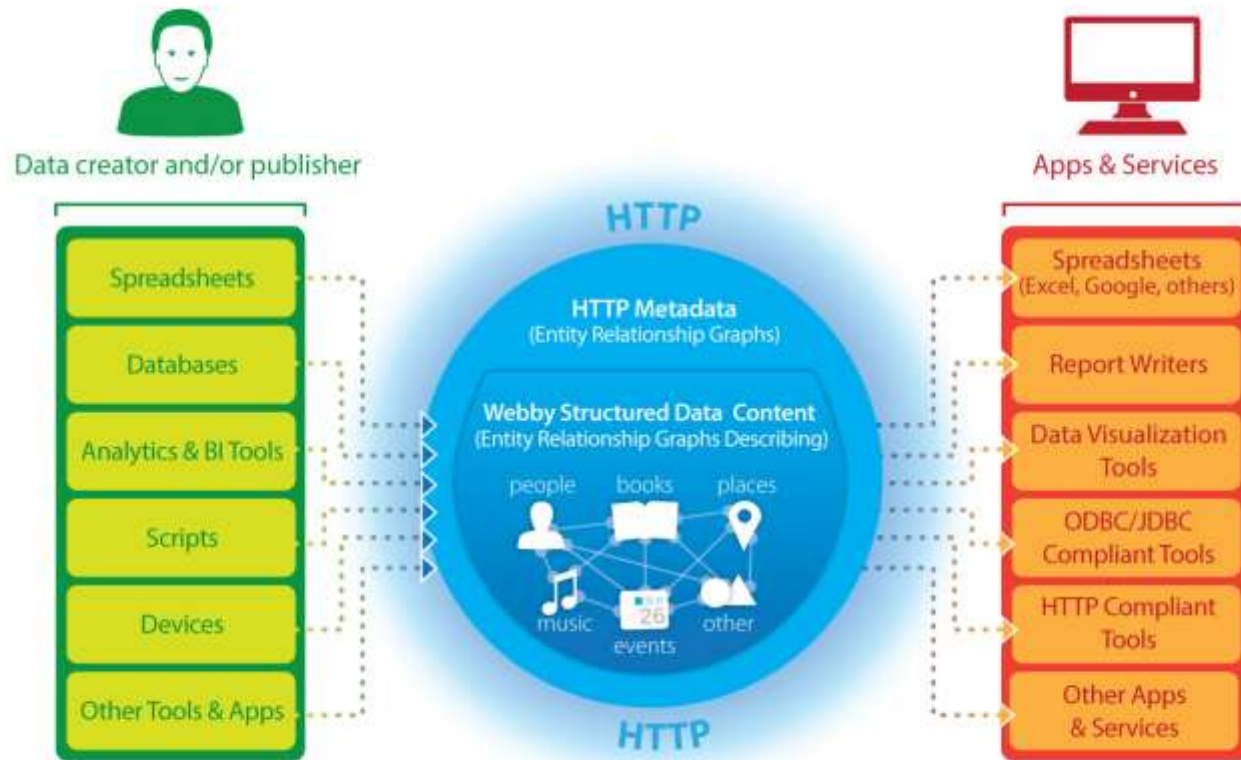 Data creator and/or publisher
Spreadsheets
Databases
Analytics & BI Tools
Scripts
Devices
Other Tools & Apps
HTTP
HTTP Metadata
(Entity Relationship Graphs)
Webby Structured Data Content
(Entity Relationship Graphs Describing)
people books places
26
music events other
HTTP
Apps & Services
Spreadsheets
(Excel, Google, others)
Report Writers
Data Visualization
Tools
ODBC/JDBC
Compliant Tools
HTTP Compliant
Tools
Other Apps
& Services